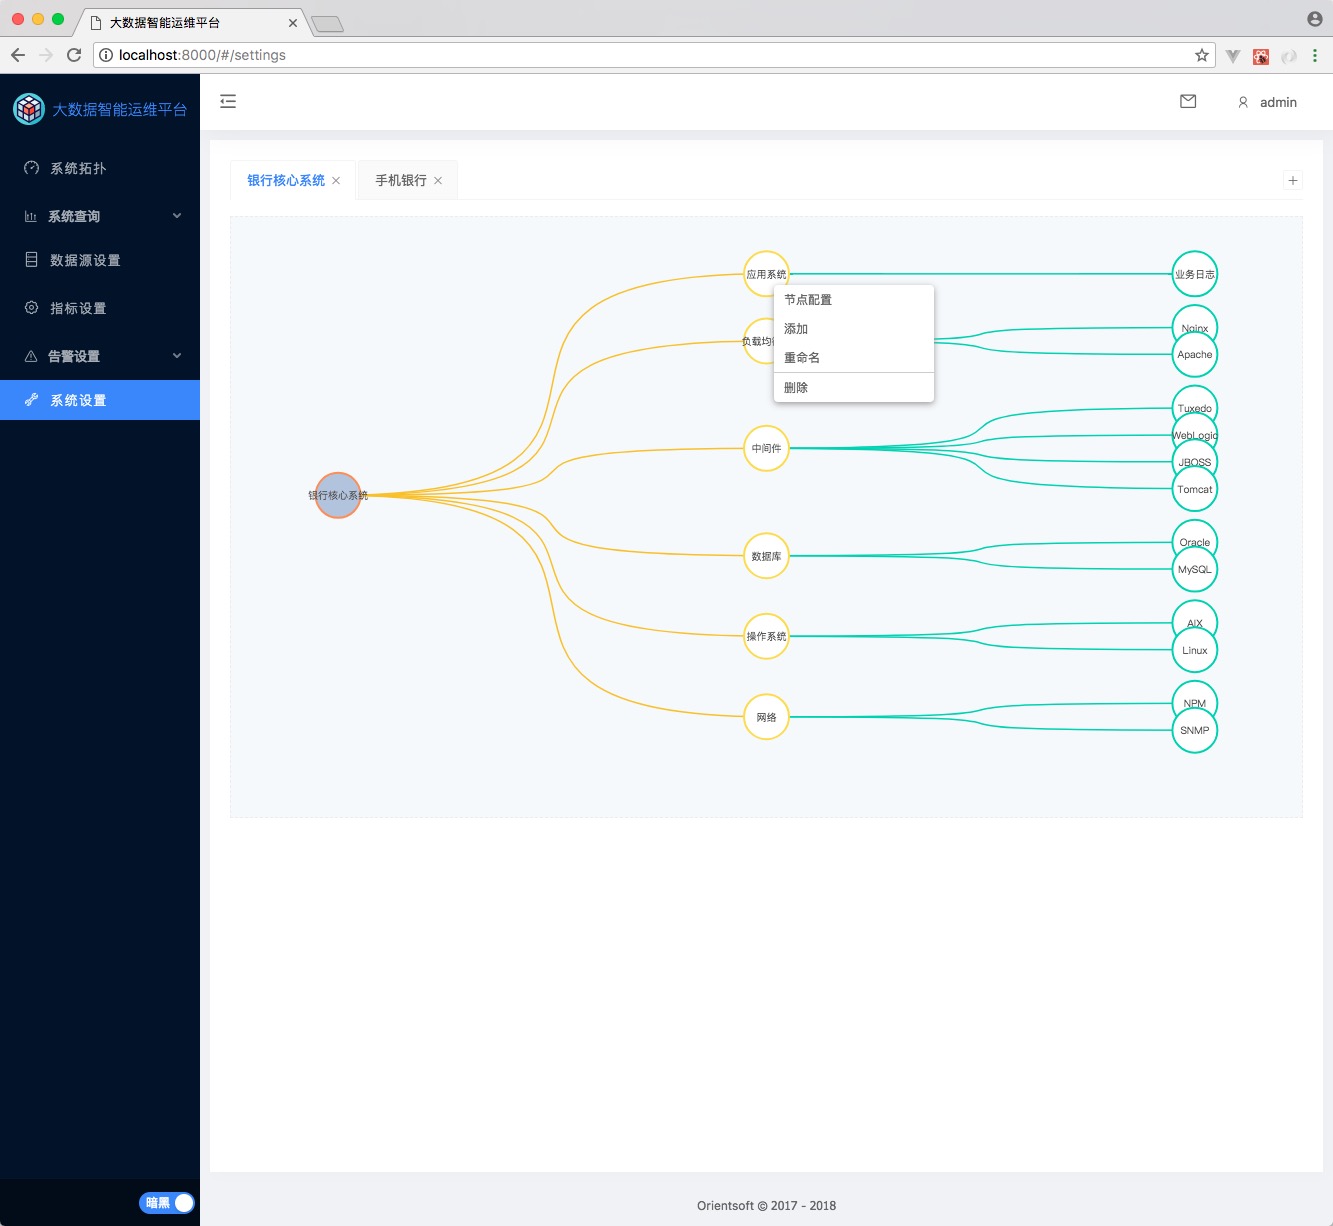 大数据智能运维平台
localhost:8000/#/settings
大数据智能运维平台
admin
系统拓扑
系统查询
数据源设置
指标设置
告警设置
系统设置
暗黑
银行核心系统
手机银行
银行核心系统
应用系统
节点配置
添加
重命名
删除
负载均
中间件
数据库
操作系统
网络
业务日志
Nginx
Apache
Tuxedo
WebLogic
JBOSS
Tomcat
Oracle
MySQL
AIX
Linux
NPM
SNMP
Orientsoft © 2017 - 2018